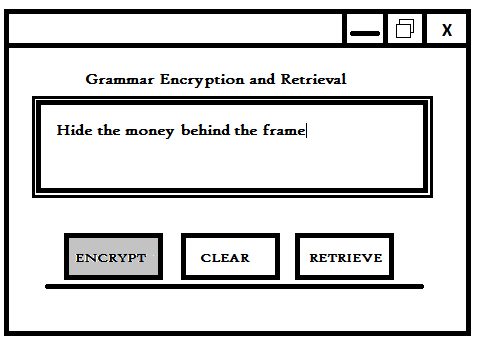 X
Grammar Encryption and Retrieval
Hide the money behind the frame
ENCRYPT CLEAR RETRIEVE